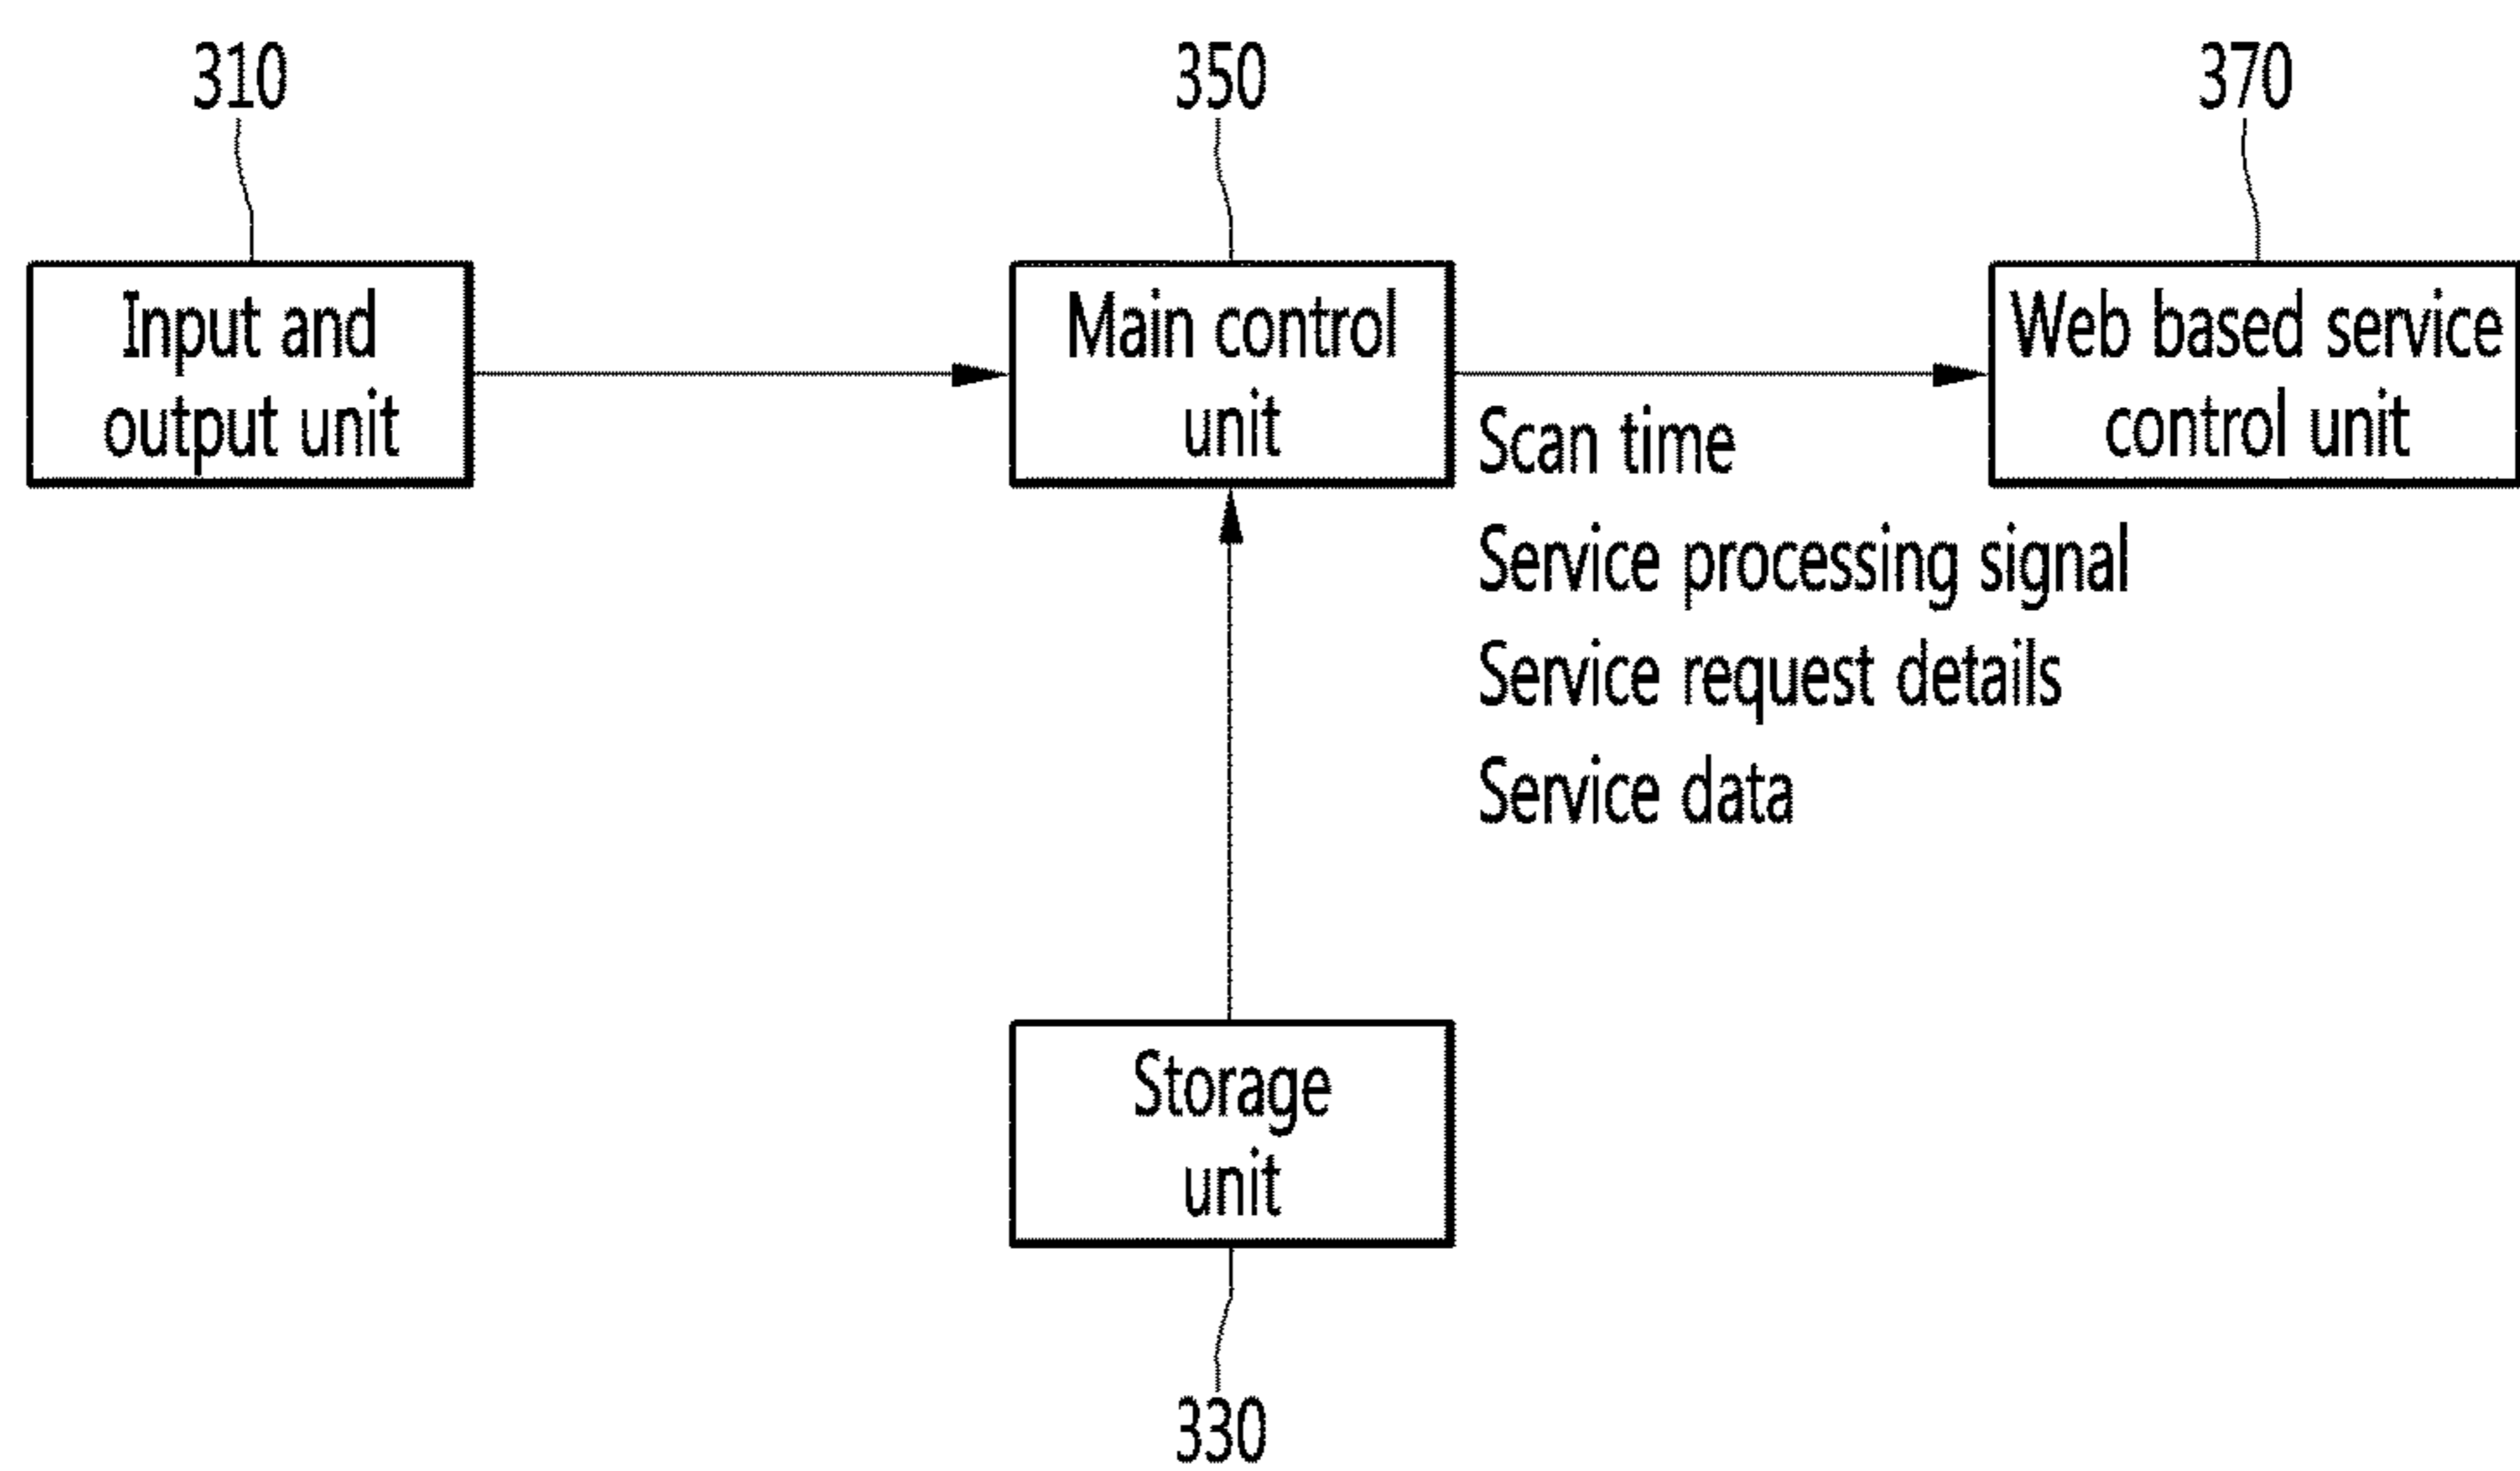 310
350
370
Input and
output unit
Main control
unit
Web based service
control unit
Scan time
Service processing signal
Service request details
Service data
Storage
unit
330